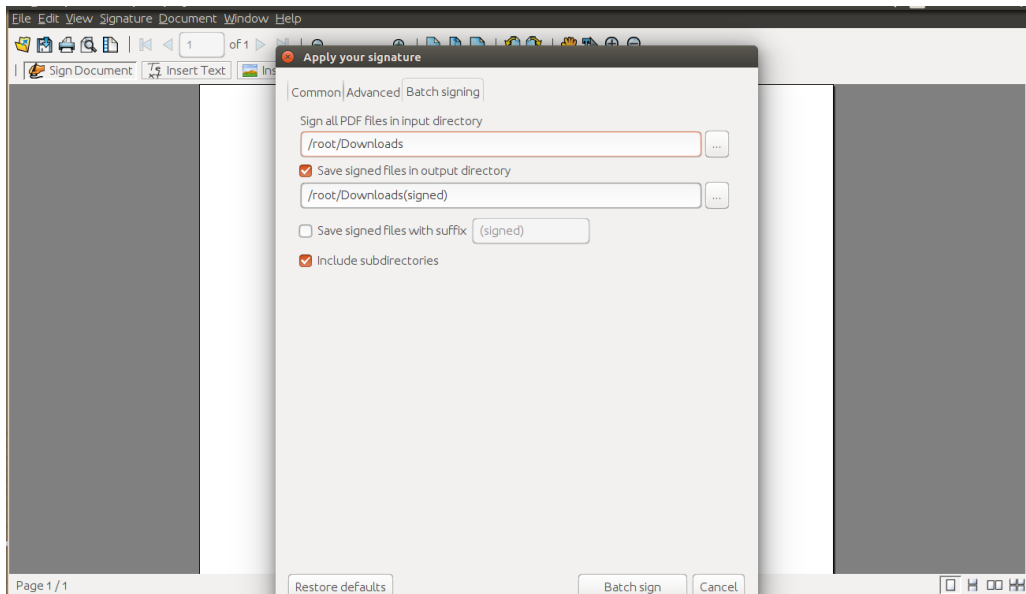 File Edit View Signature Document Window Help
1 of 1
Apply your signature
Sign Document Insert Text Ins
Common Advanced Batch signing
Sign all PDF files in input directory
/root/Downloads
...
Save signed files in output directory
/root/Downloads(signed)
...
Save signed files with suffix (signed)
Include subdirectories
Restore defaults Batch sign Cancel
Page 1 / 1